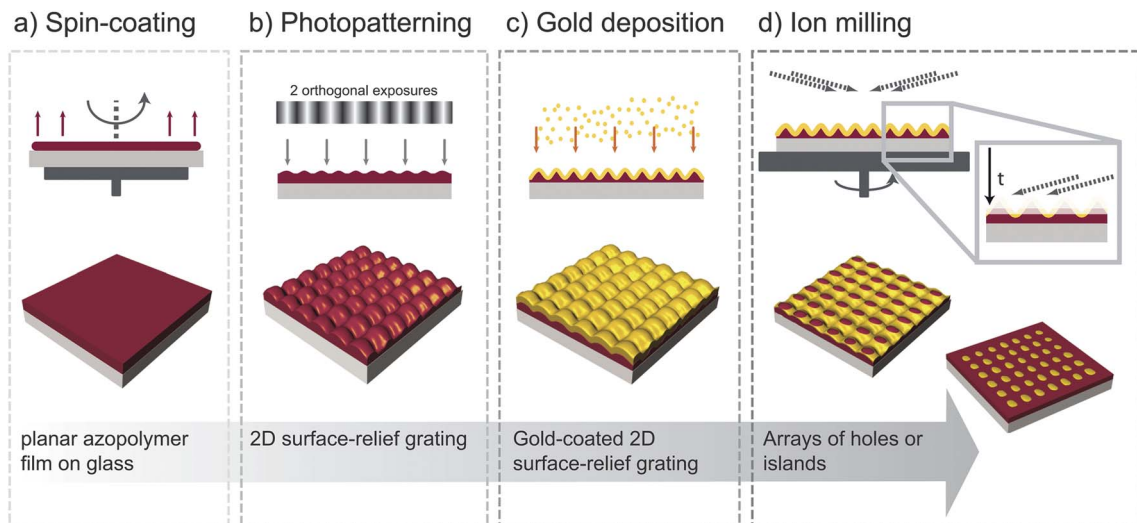 a) Spin-coating
b) Photopatterning
c) Gold deposition
d) Ion milling
2 orthogonal exposures
t
planar azopolymer
film on glass
2D surface-relief grating
Gold-coated 2D
surface-relief grating
Arrays of holes or
islands